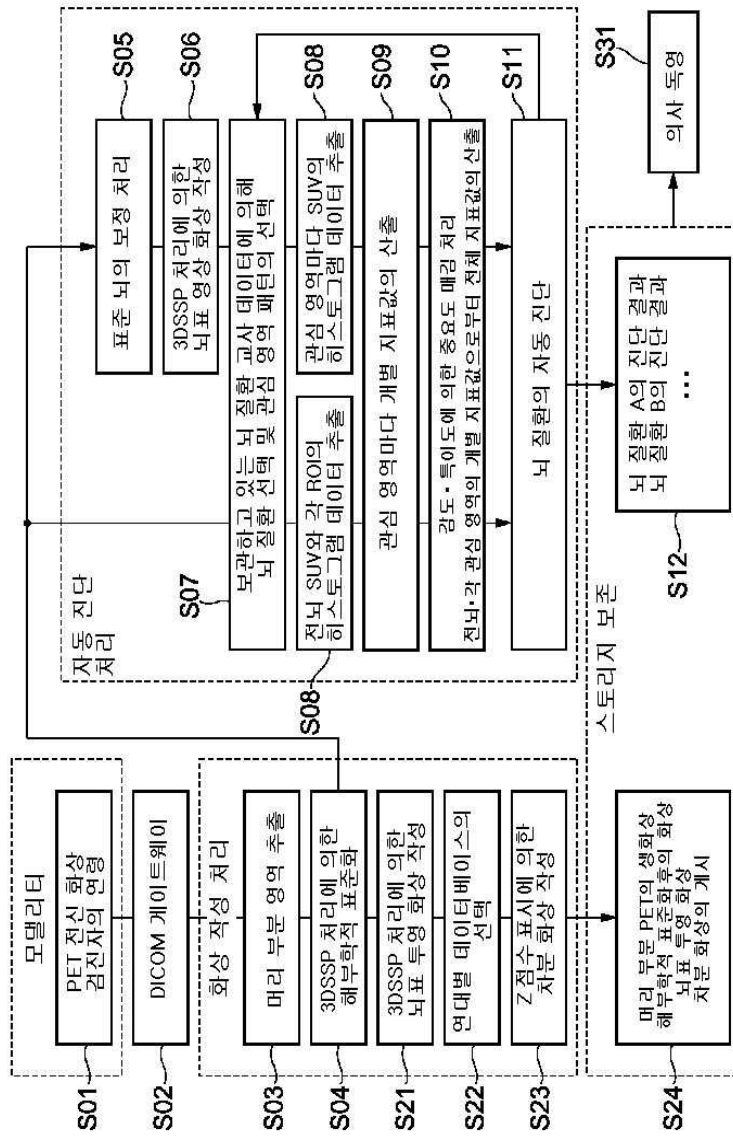 모댈리티
S01
PET 전신 화상
검진자의 연령
S02
DICOM 게이트웨이
화상 작성 처리
S03
머리 부분 영역 추출
S04
3DSSP 처리에 의한
해부학적 표준화
S21
3DSSP 처리에 의한
뇌표 투영 화상 작성
S22
연대별 데이터베이스의
선택
S23
Z 점수 표시에 의한
차분 화상 작성
S24
머리 부분 PET의 생화상
해부학적 표준화후의 화상
뇌표 투영 화상
차분 화상의 게시
자동 진단
처리
표준 뇌의 보정 처리
S05
3DSSP 처리에 의한
뇌표 영상 화상 작성
S06
S07
보관하고 있는 뇌 질환 교사 데이터에 의해
뇌 질환 선택 및 관심 영역 패턴의 선택
S08
전뇌 SUV와 각 ROI의
히스토그램 데이터 추출
관심 영역마다 SUV의
히스토그램 데이터 추출
S08
관심 영역마다 개별 지표값의 산출
S09
감도·특이도에 의한 중요도 매김 처리
전뇌·각 관심 영역의 개별 지표값으로부터 전체 지표값의 산출
S10
뇌 질환의 자동 진단
S11
스토리지 보존
S12
뇌 질환 A의 진단 결과
뇌 질환 B의 진단 결과
...
의사 독영
S31